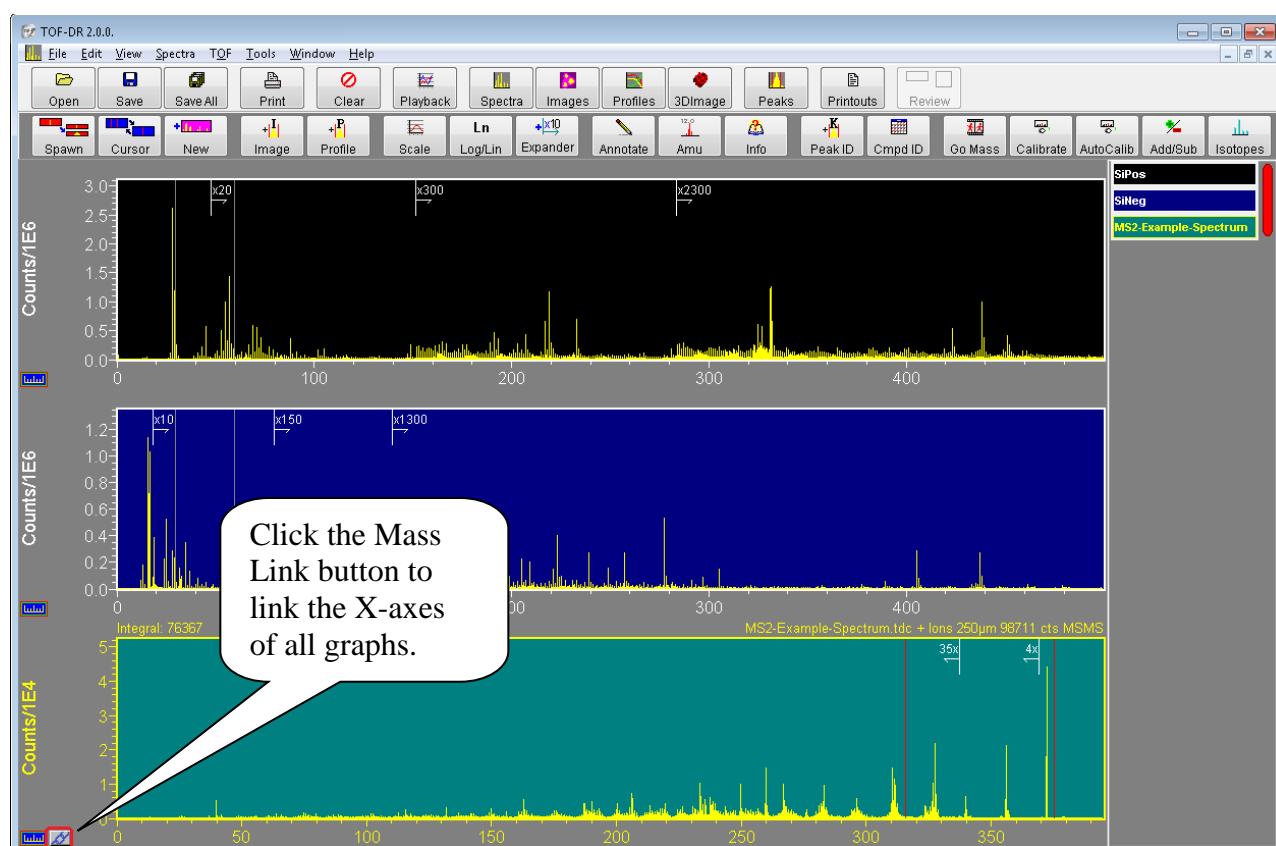 TOF-DR 2.0.0.
File Edit View Spectra TOF Tools Window Help
Open Save Save All Print Clear Playback Spectra Images Profiles 3DImage Peaks Printouts Review
+I +P Ln +x10 12.0 +K
Spawn Cursor New Image Profile Scale Log/Lin Expander Annotate Amu Info Peak ID Cmpd ID Go Mass Calibrate AutoCalib Add/Sub Isotopes
SiPos
SiNeg
MS2-Example-Spectrum
Counts/1E6
3.0
2.5
2.0
1.5
1.0
0.5
0.0
x20 x300 x2300
0 100 200 300 400
Counts/1E6
1.2
1.0
0.8
0.6
0.4
0.2
0.0
x10 x150 x1300
0 00 300 400
Click the Mass
Link button to
link the X-axes
of all graphs.
Integral: 76367 MS2-Example-Spectrum.tdc + Ions 250µm 98711 cts MSMS
Counts/1E4
5
4
3
2
1
0
35x 4x
0 50 100 150 200 250 300 350